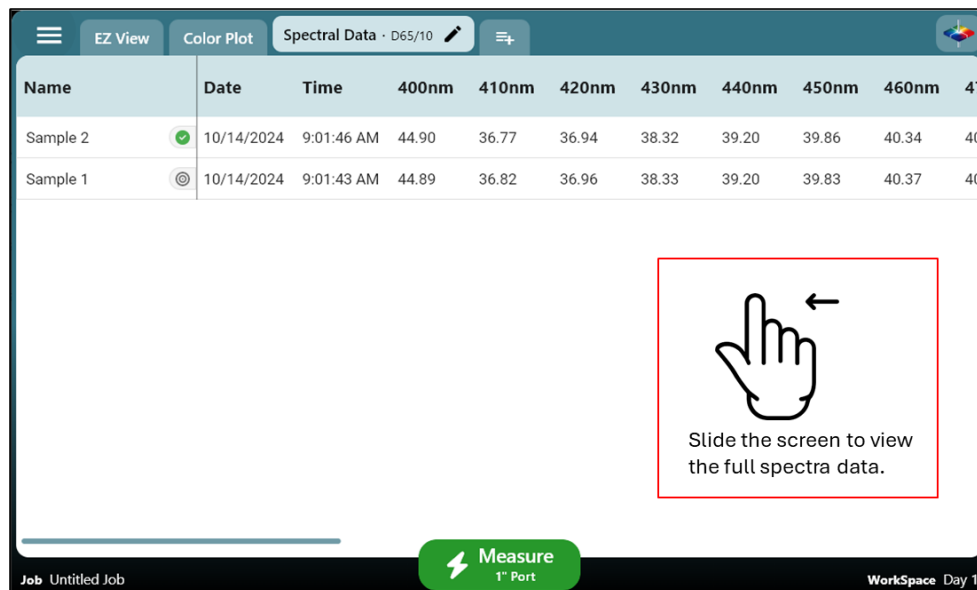 EZ View Color Plot Spectral Data · D65/10
Name Date Time 400nm 410nm 420nm 430nm 440nm 450nm 460nm
Sample 2 10/14/2024 9:01:46 AM 44.90 36.77 36.94 38.32 39.20 39.86 40.34
Sample 1 10/14/2024 9:01:43 AM 44.89 36.82 36.96 38.33 39.20 39.83 40.37
Slide the screen to view
the full spectra data.
Measure
1" Port
Job Untitled Job WorkSpace Day 1